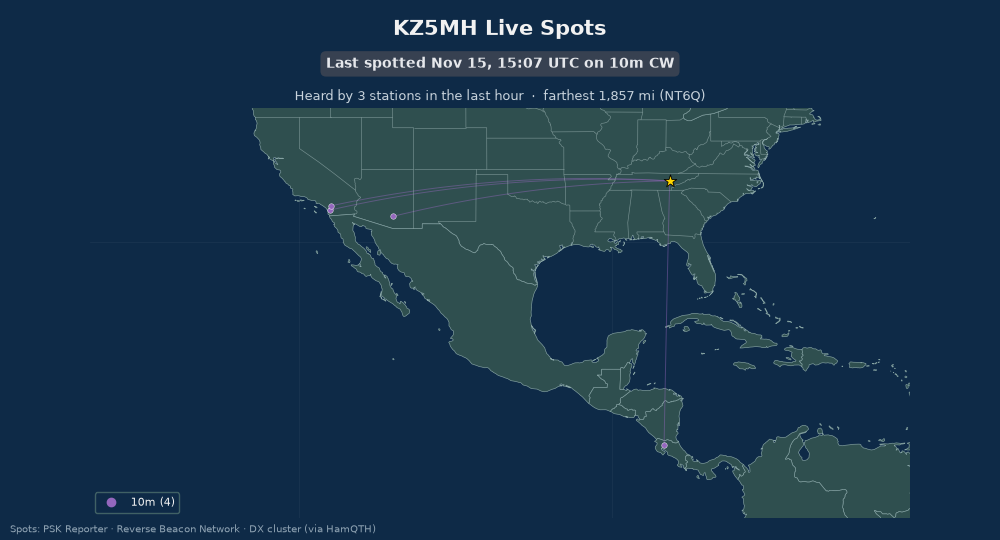 KZ5MH Live Spots
Last spotted Nov 15, 15:07 UTC on 10m CW
Heard by 3 stations in the last hour · farthest 1,857 mi (NT6Q)
10m (4)
Spots: PSK Reporter · Reverse Beacon Network · DX cluster (via HamQTH)